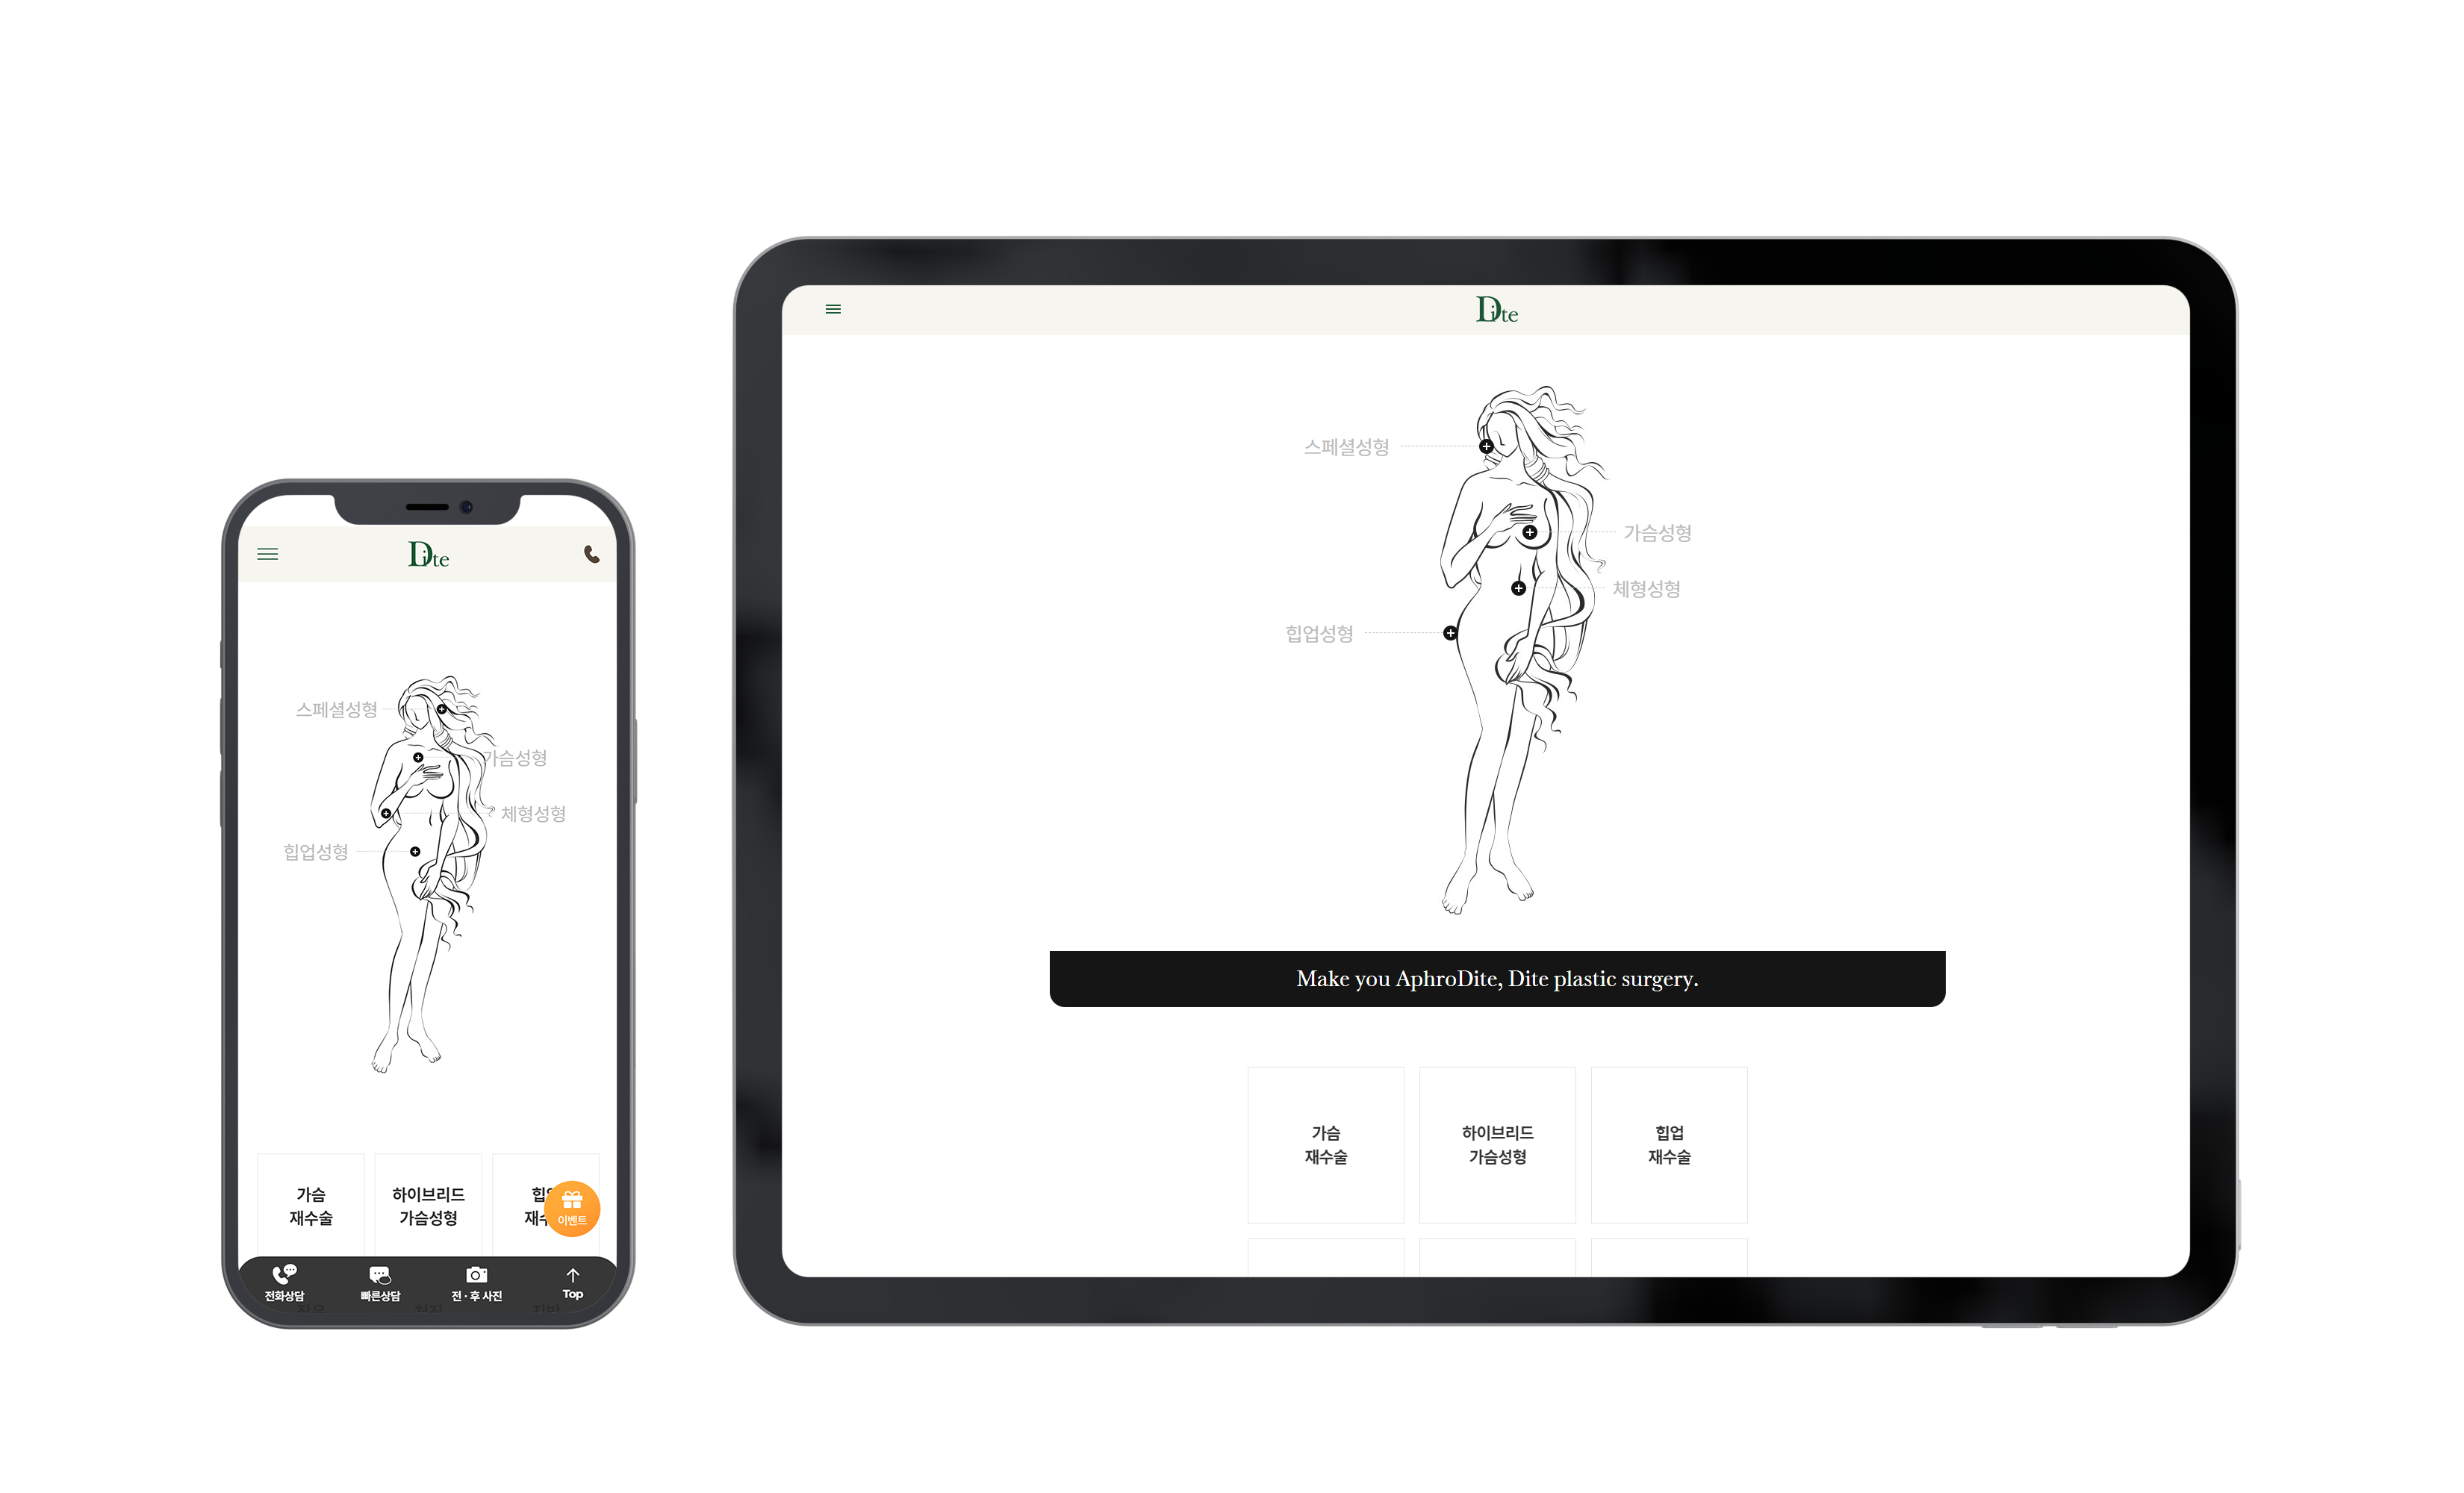 Dite
스페셜성형
가슴성형
체형성형
힙업성형
가슴
재수술
하이브리드
가슴성형
이벤트
전화상담
빠른상담
전·후 사진
Top
Dite
스페셜성형
가슴성형
체형성형
힙업성형
Make you AphroDite, Dite plastic surgery.
가슴
재수술
하이브리드
가슴성형
힙업
재수술